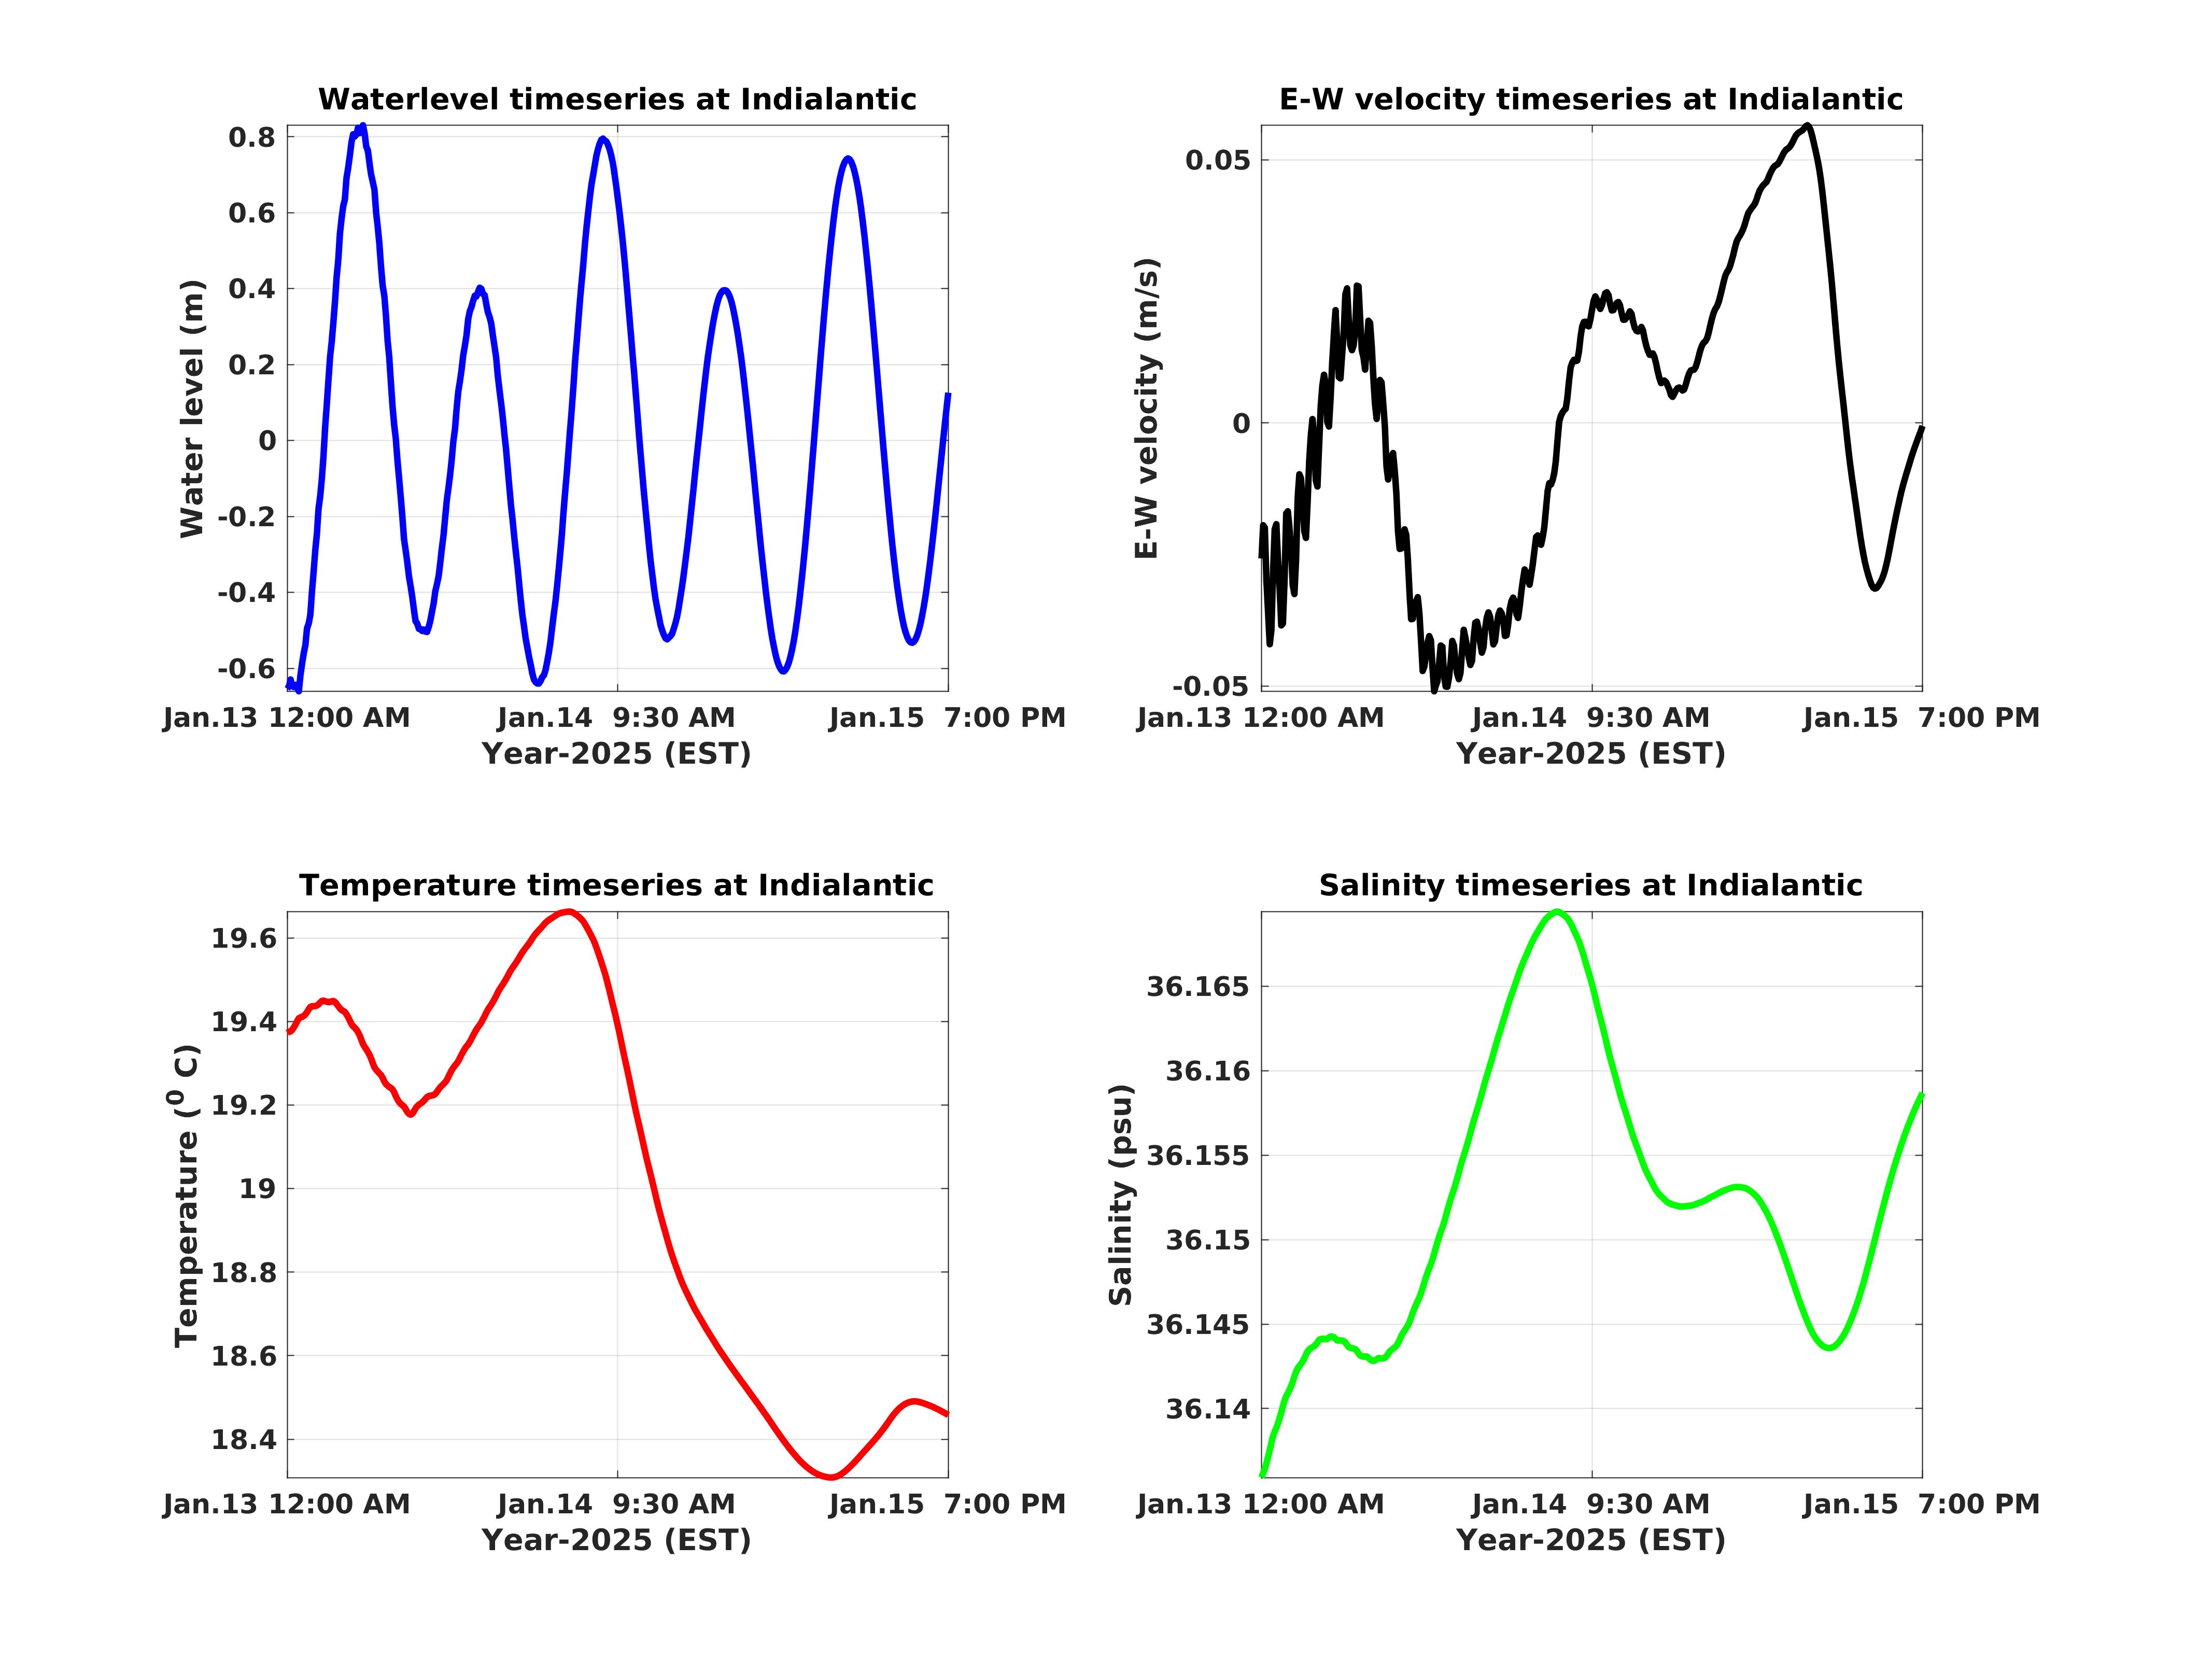 Waterlevel timeseries at Indialantic
Water level (m)
0.8
0.6
0.4
0.2
0
-0.2
-0.4
-0.6
Jan.13 12:00 AM
Jan.14  9:30 AM
Jan.15  7:00 PM
Year-2025 (EST)
E-W velocity timeseries at Indialantic
E-W velocity (m/s)
0.05
0
-0.05
Jan.13 12:00 AM
Jan.14  9:30 AM
Jan.15  7:00 PM
Year-2025 (EST)
Temperature timeseries at Indialantic
Temperature (⁰ C)
19.6
19.4
19.2
19
18.8
18.6
18.4
Jan.13 12:00 AM
Jan.14  9:30 AM
Jan.15  7:00 PM
Year-2025 (EST)
Salinity timeseries at Indialantic
Salinity (psu)
36.165
36.16
36.155
36.15
36.145
36.14
Jan.13 12:00 AM
Jan.14  9:30 AM
Jan.15  7:00 PM
Year-2025 (EST)